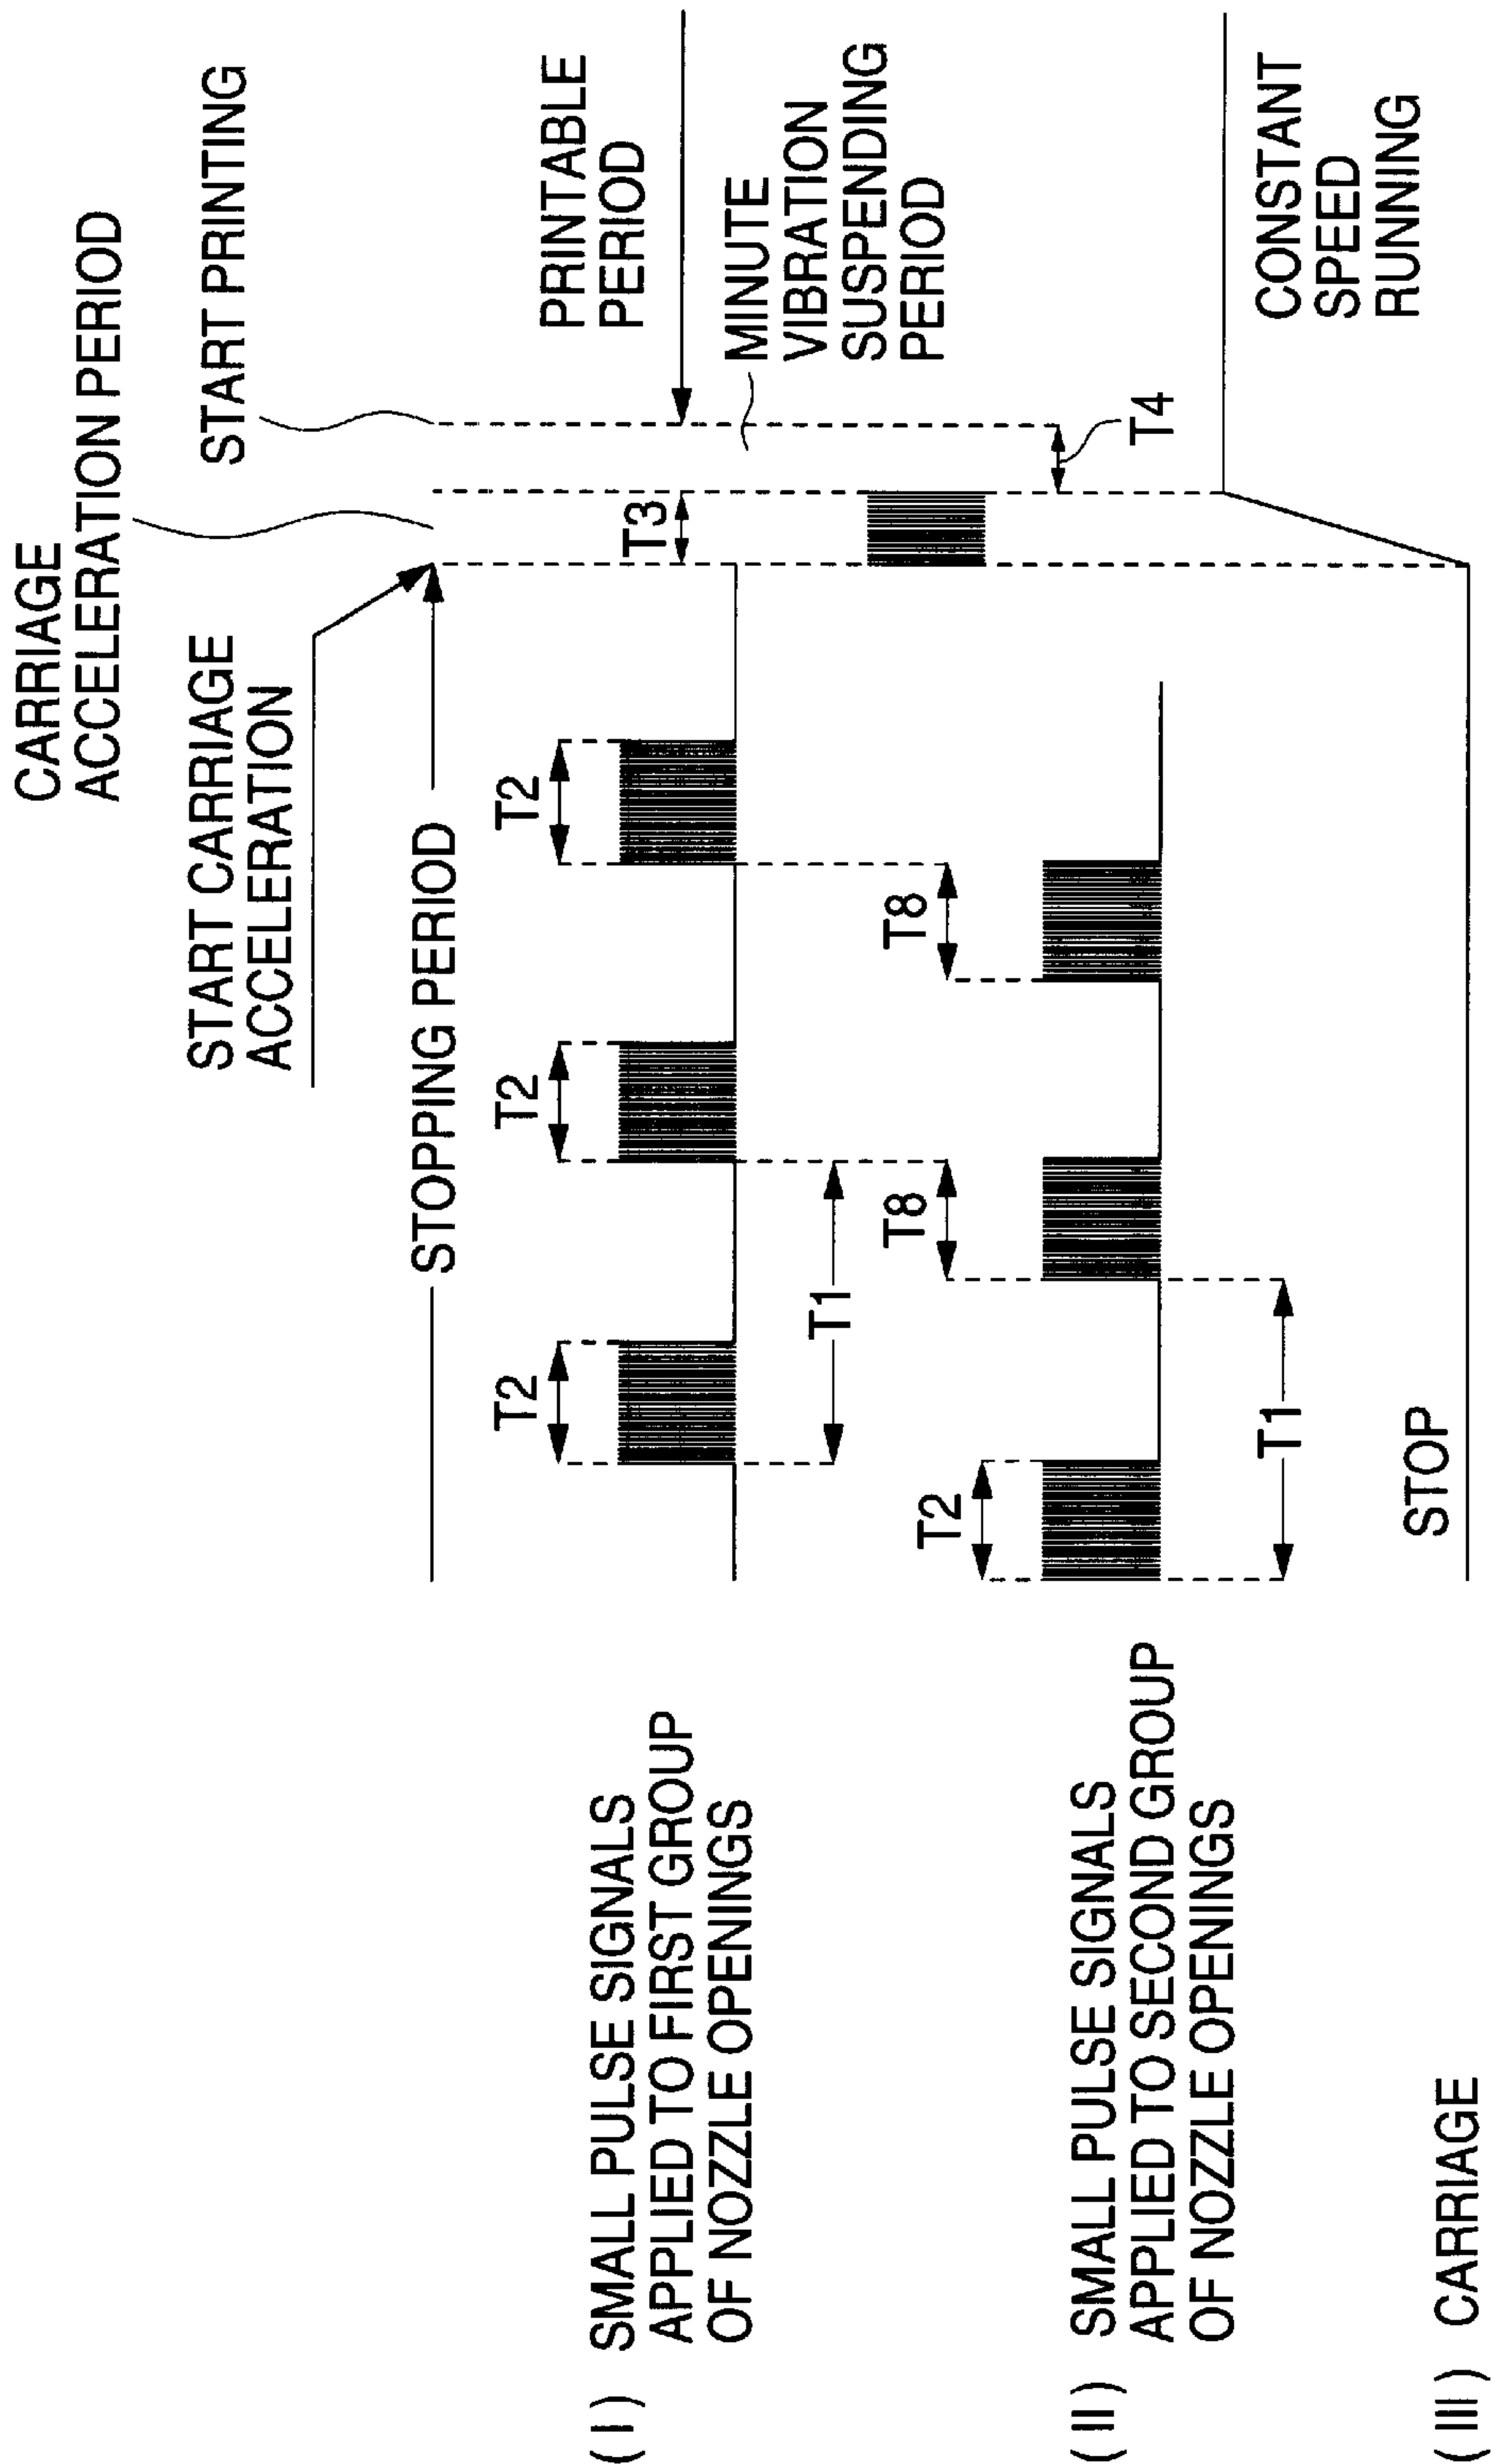 CARRIAGE
ACCELERATION PERIOD
START CARRIAGE
ACCELERATION
START PRINTING
STOPPING PERIOD
T2
T2
T2
T3
PRINTABLE
PERIOD
( I ) SMALL PULSE SIGNALS
APPLIED TO FIRST GROUP
OF NOZZLE OPENINGS
T1
T8
T8
MINUTE
VIBRATION
SUSPENDING
PERIOD
T2
T4
( II ) SMALL PULSE SIGNALS
APPLIED TO SECOND GROUP
OF NOZZLE OPENINGS
T1
CONSTANT
SPEED
RUNNING
STOP
( III ) CARRIAGE